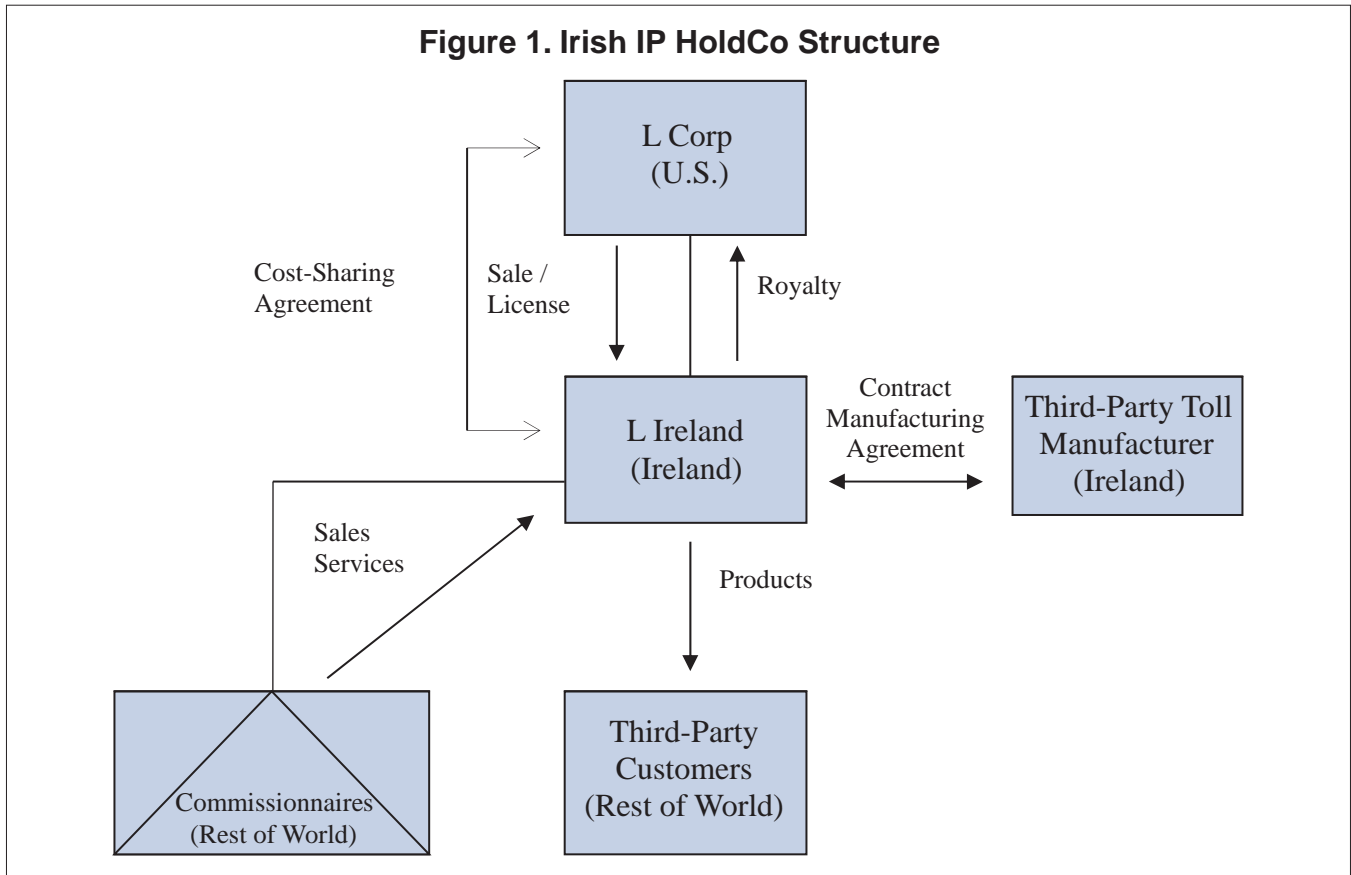 Figure 1. Irish IP HoldCo Structure
L Corp
(U.S.)
Cost-Sharing
Agreement
Sale /
License
Royalty
L Ireland
(Ireland)
Contract
Manufacturing
Agreement
Third-Party Toll
Manufacturer
(Ireland)
Sales
Services
Products
Commissionnaires
(Rest of World)
Third-Party
Customers
(Rest of World)